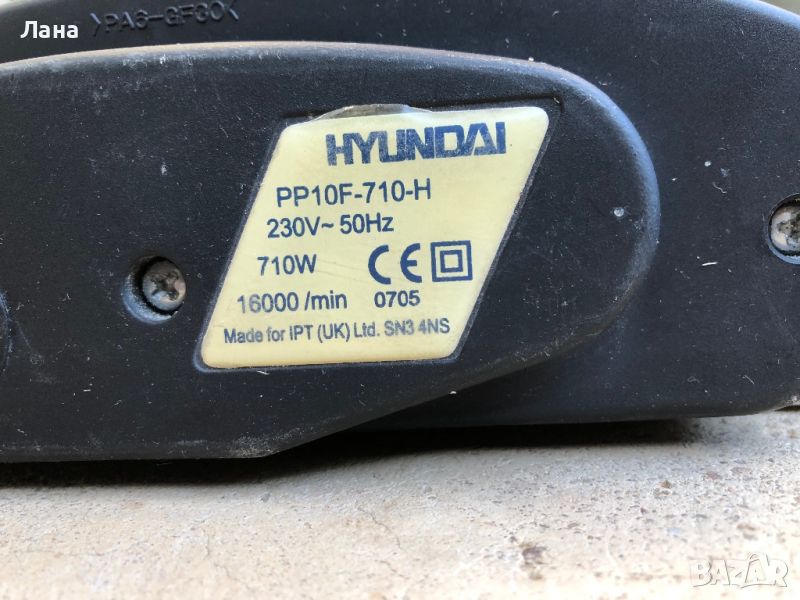 Лана
>PA6-GF30<
HYUNDAI
PP10F-710-H
230V~ 50Hz
710W CE
16000 /min 0705
Made for IPT (UK) Ltd. SN3 4NS
BAZAR